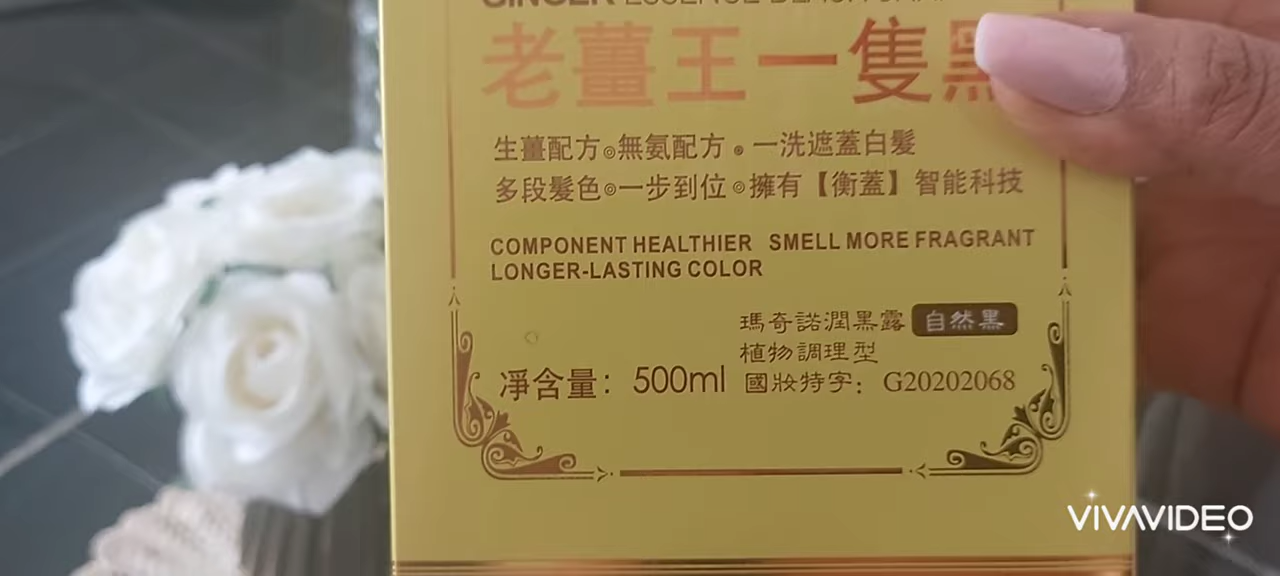 GINGER ESSENCE BLACK
老薑王一隻黑
生薑配方◎無氨配方◎一洗遮蓋白髮
多段髮色◎一步到位◎擁有【衡蓋】智能科技
COMPONENT HEALTHIER SMELL MORE FRAGRANT
LONGER-LASTING COLOR
瑪奇諾潤黑露 自然黑
植物調理型
淨含量：500ml 國妝特字：G20202068
VIVAVIDEO